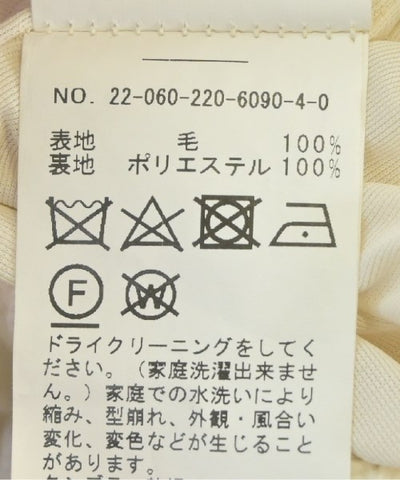 NO. 22-060-220-6090-4-0
表地 毛 100%
裏地 ポリエステル 100%
F W
ドライクリーニングをしてく
ださい。（家庭洗濯出来ませ
ん。）家庭での水洗いにより
縮み、型崩れ、外観・風合い
変化、変色などが生じること
があります。